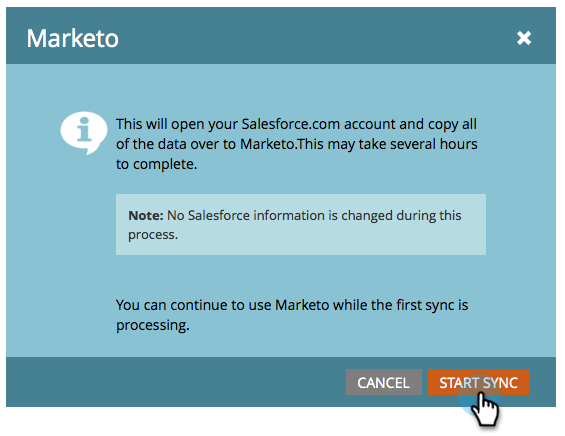 Marketo
This will open your Salesforce.com account and copy all
of the data over to Marketo.This may take several hours
to complete.
Note: No Salesforce information is changed during this
process.
You can continue to use Marketo while the first sync is
processing.
CANCEL START SYNC